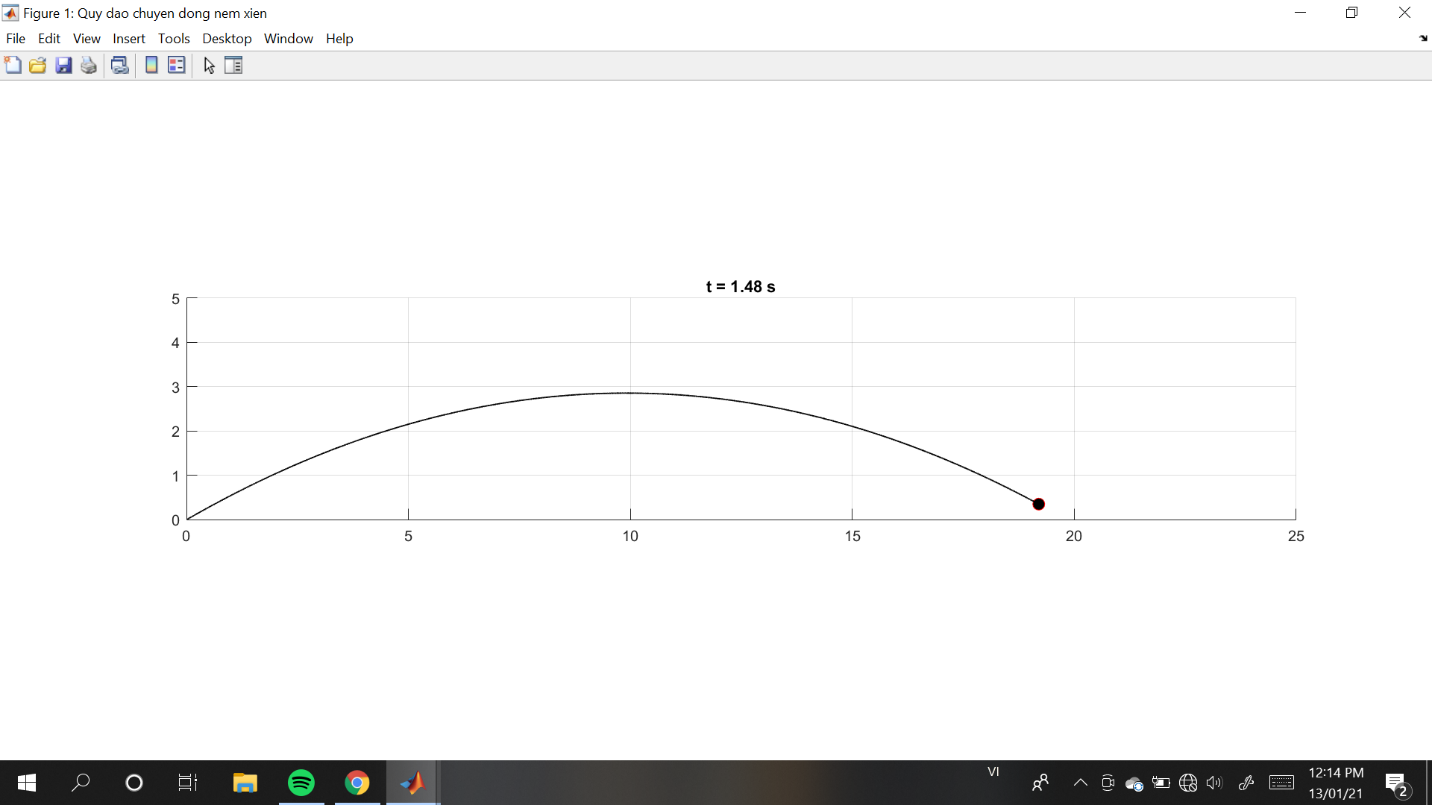 Figure 1: Quy dao chuyen dong nem xien
File Edit View Insert Tools Desktop Window Help
t = 1.48 s
5
4
3
2
1
0
0 5 10 15 20 25
VI
12:14 PM
13/01/21
2